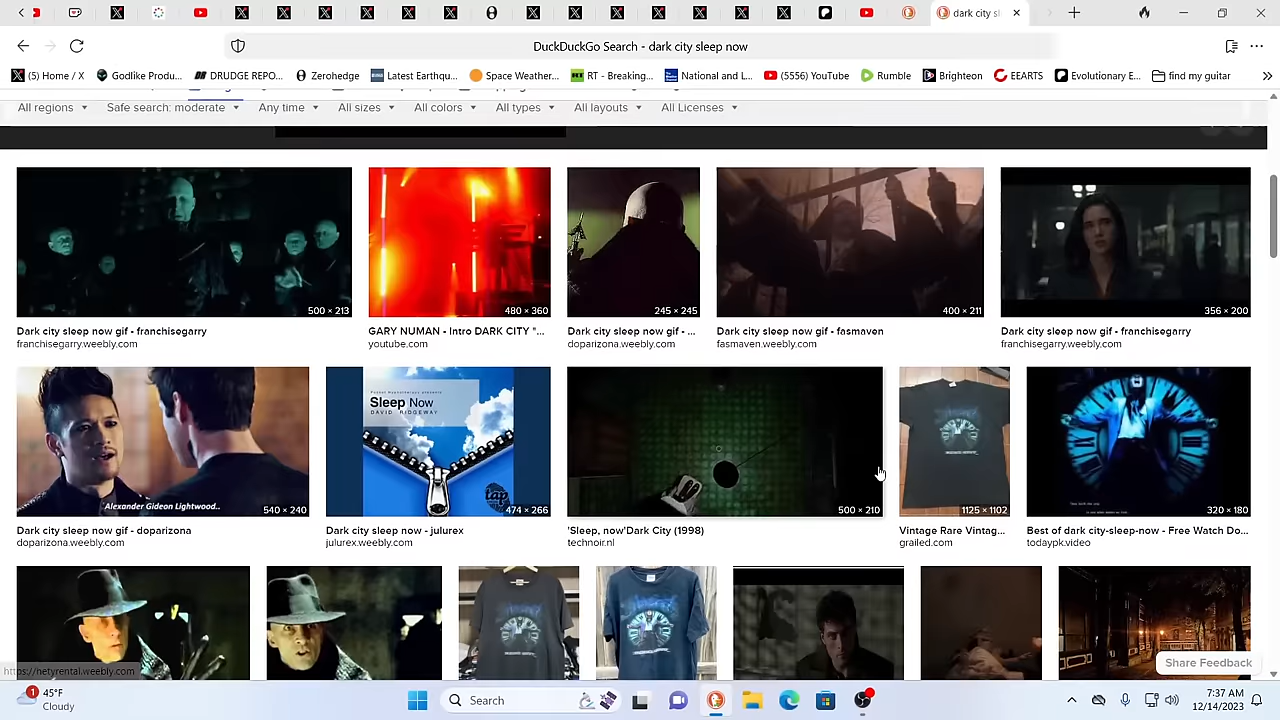 dark city sl
DuckDuckGo Search - dark city sleep now
(5) Home / X
Godlike Produ...
DRUDGE REPO...
Zerohedge
Latest Earthqu...
Space Weather...
RT - Breaking...
National and L...
(5556) YouTube
Rumble
Brighteon
EEARTS
Evolutionary E...
find my guitar
All regions
Safe search: moderate
Any time
All sizes
All colors
All types
All layouts
All Licenses
500 × 213
480 × 360
245 × 245
400 × 211
356 × 200
Dark city sleep now gif - franchisegarry
GARY NUMAN - Intro DARK CITY "...
Dark city sleep now gif - ...
Dark city sleep now gif - fasmaven
Dark city sleep now gif - franchisegarry
franchisegarry.weebly.com
youtube.com
doparizona.weebly.com
fasmaven.weebly.com
franchisegarry.weebly.com
Sleep Now
DAVID RIDGEWAY
tap
Alexander Gideon Lightwood..
540 × 240
474 × 266
500 × 210
1125 × 1102
320 × 180
Dark city sleep now gif - doparizona
Dark city sleep now - julurex
'Sleep, now'Dark City (1998)
Vintage Rare Vintag...
Best of dark city-sleep-now - Free Watch Do...
doparizona.weebly.com
julurex.weebly.com
technoir.nl
grailed.com
todaypk.video
Share Feedback
https://hetyrental.weebly.com
1
45°F
Cloudy
Search
7:37 AM
12/14/2023